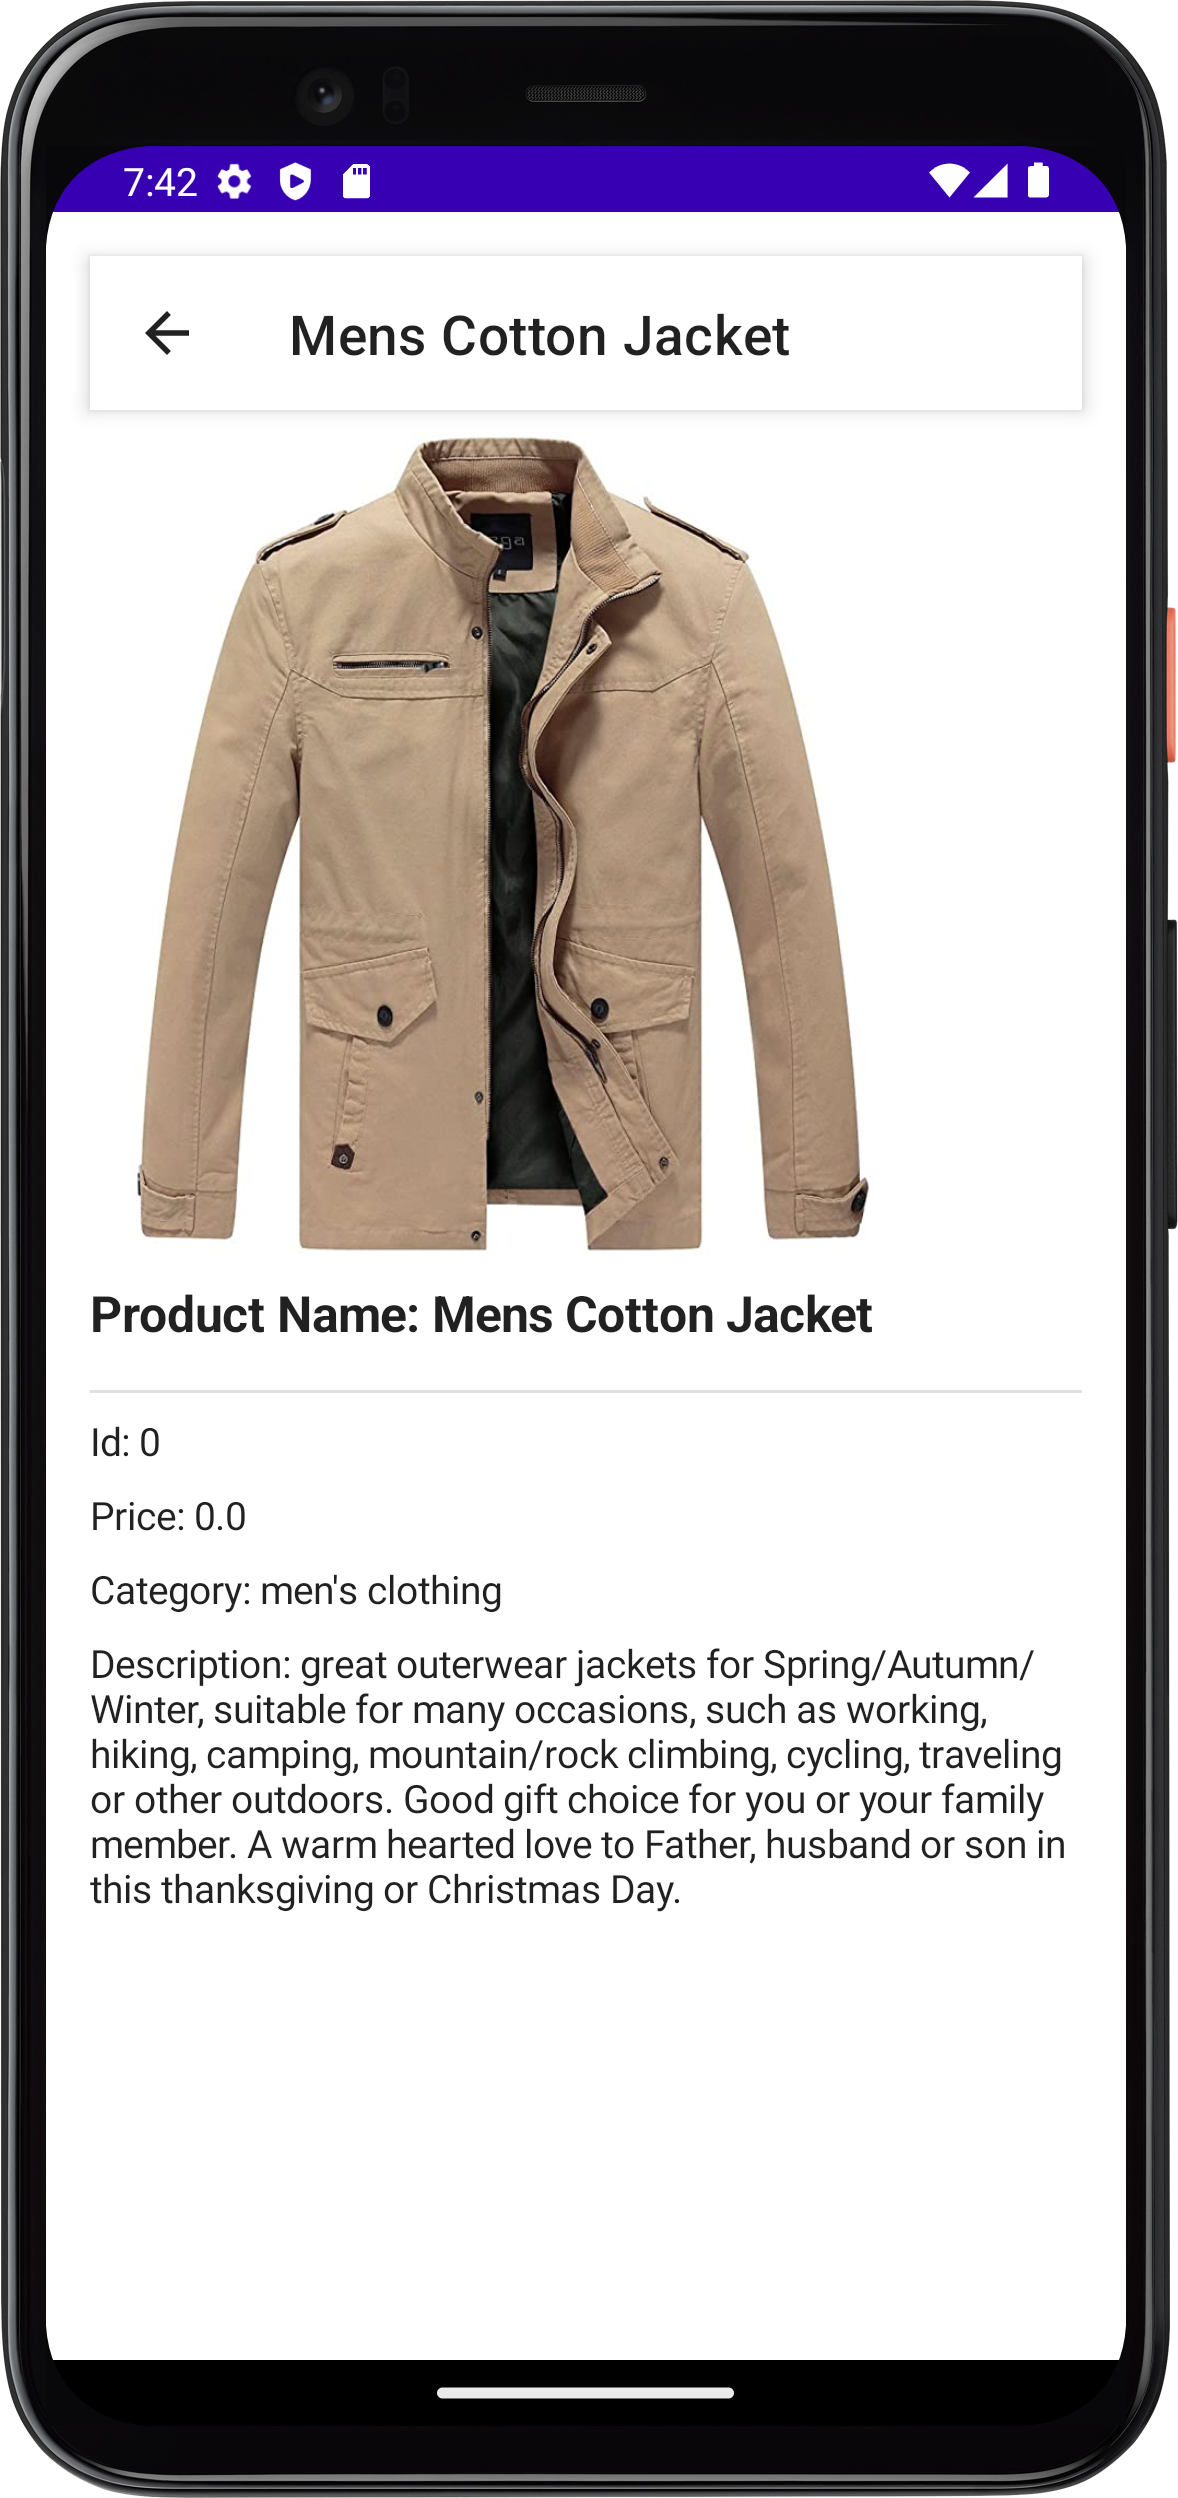 7:42
Mens Cotton Jacket
Product Name: Mens Cotton Jacket
Id: 0
Price: 0.0
Category: men's clothing
Description: great outerwear jackets for Spring/Autumn/
Winter, suitable for many occasions, such as working,
hiking, camping, mountain/rock climbing, cycling, traveling
or other outdoors. Good gift choice for you or your family
member. A warm hearted love to Father, husband or son in
this thanksgiving or Christmas Day.